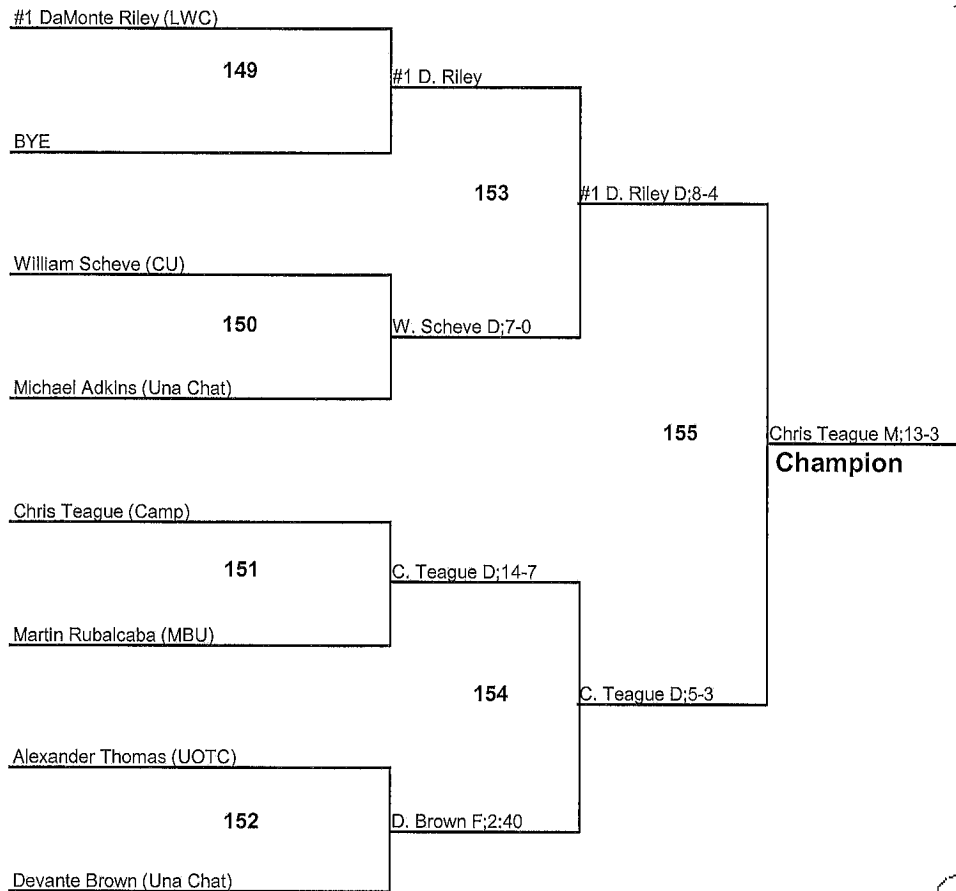 #1 DaMonte Riley (LWC)
149
#1 D. Riley
BYE
153
#1 D. Riley D;8-4
William Scheve (CU)
150
W. Scheve D;7-0
Michael Adkins (Una Chat)
155
Chris Teague M;13-3
Champion
Chris Teague (Camp)
151
C. Teague D;14-7
Martin Rubalcaba (MBU)
154
C. Teague D;5-3
Alexander Thomas (UOTC)
152
D. Brown F;2:40
Devante Brown (Una Chat)